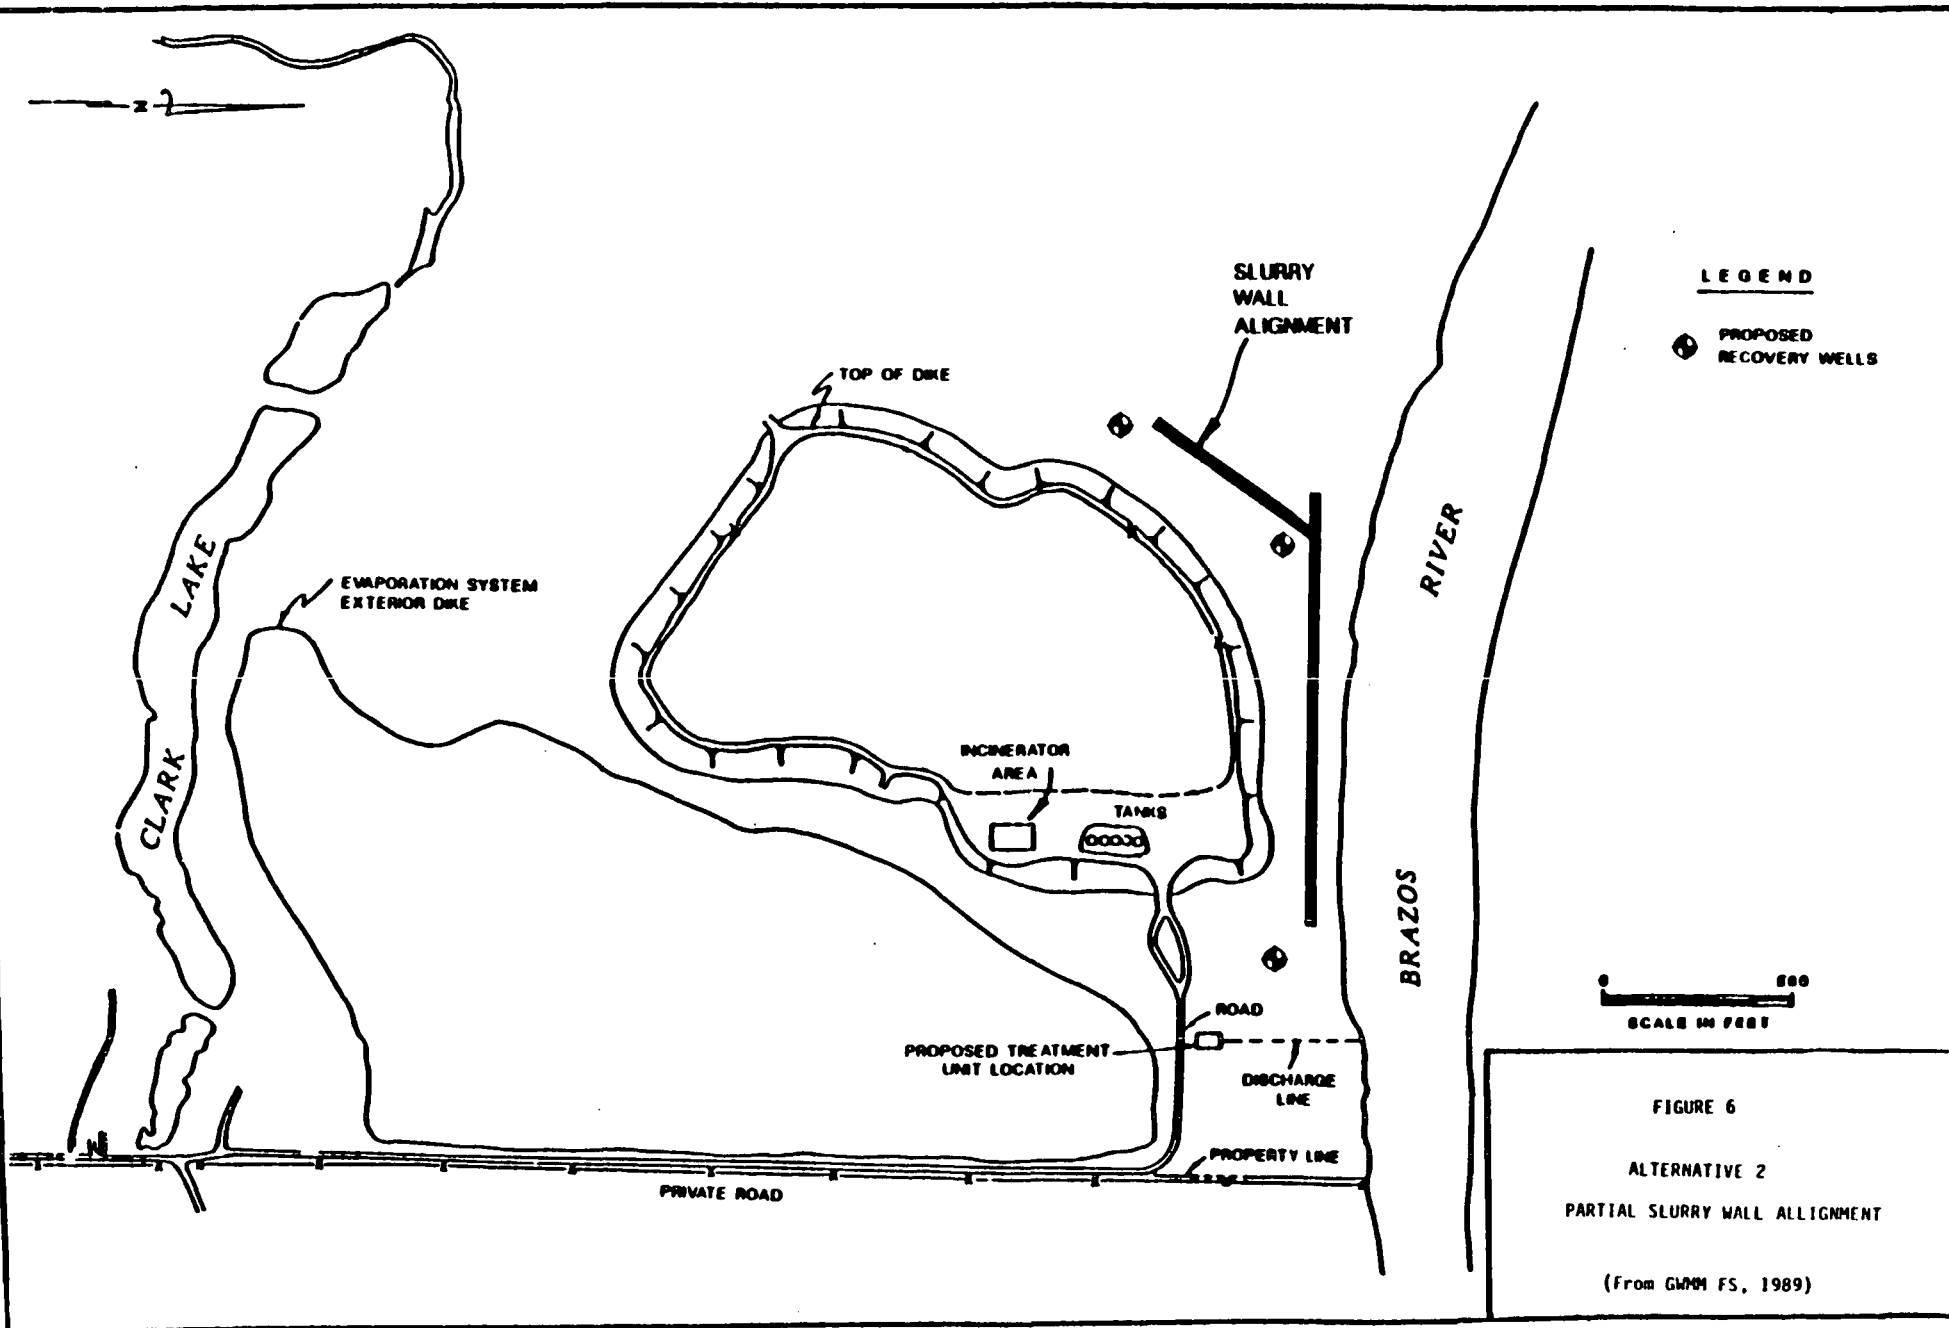 N
SLURRY
WALL
ALIGNMENT
LEGEND
PROPOSED
RECOVERY WELLS
TOP OF DIKE
EVAPORATION SYSTEM
EXTERIOR DIKE
LAKE
CLARK
RIVER
BRAZOS
INCINERATOR
AREA
TANKS
ROAD
PROPOSED TREATMENT
UNIT LOCATION
DISCHARGE
LINE
PROPERTY LINE
PRIVATE ROAD
0 500
SCALE IN FEET
FIGURE 6
ALTERNATIVE 2
PARTIAL SLURRY WALL ALLIGNMENT
(From GWMM FS, 1989)